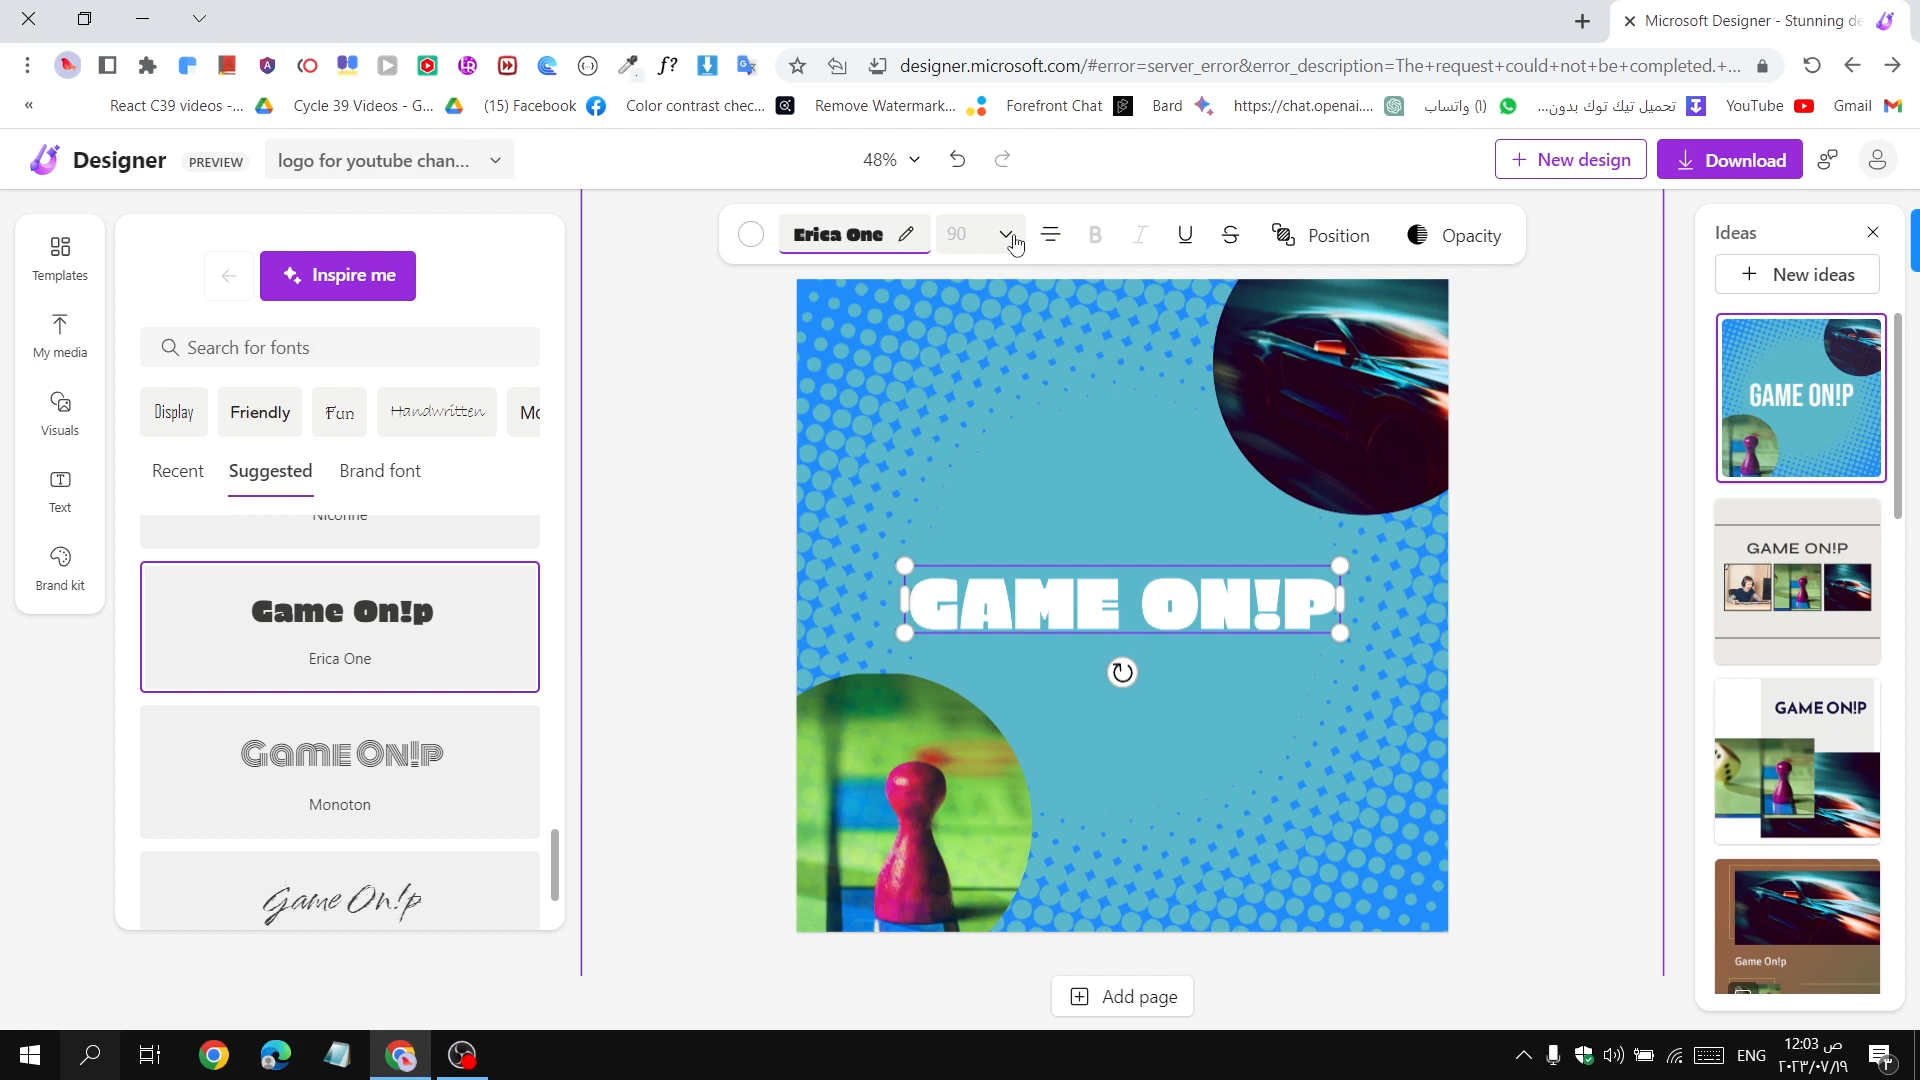 Microsoft Designer - Stunning de
designer.microsoft.com/#error=server_error&error_description=The+request+could+not+be+completed.+...
React C39 videos -...
Cycle 39 Videos - G...
(15) Facebook
Color contrast chec...
Remove Watermark...
Forefront Chat
Bard
https://chat.openai....
(١) واتساب
تحميل تيك توك بدون...
YouTube
Gmail
Designer
PREVIEW
logo for youtube chan...
48%
New design
Download
Templates
My media
Visuals
Text
Brand kit
Inspire me
Search for fonts
Display
Friendly
Fun
Handwritten
Mo
Recent
Suggested
Brand font
Niconne
Game On!p
Erica One
Game On!p
Monoton
Game On!p
Erica One
90
B
I
U
S
Position
Opacity
GAME ON!P
Add page
Ideas
New ideas
GAME ON!P
GAME ON!P
GAME ON!P
Game On!p
ENG
12:03 ص
٢٠٢٣/٠٧/١٩
٣